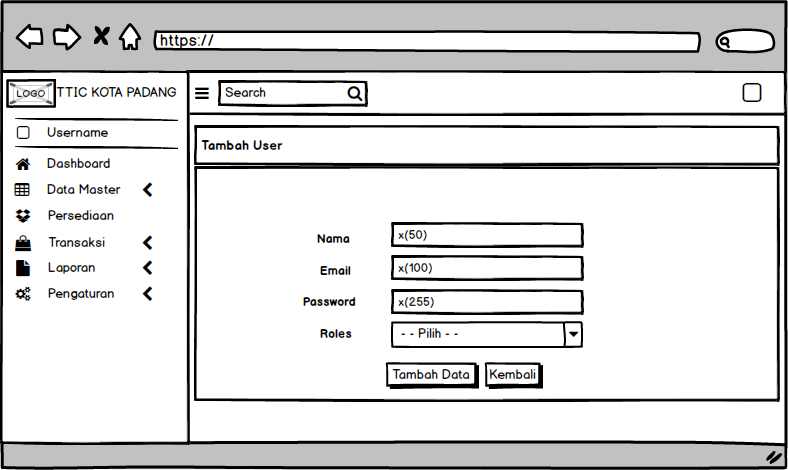 https://
LOGO TTIC KOTA PADANG
Search
Username
Dashboard
Data Master
Persediaan
Transaksi
Laporan
Pengaturan
Tambah User
Nama x(50)
Email x(100)
Password x(255)
Roles - - Pilih - -
Tambah Data Kembali